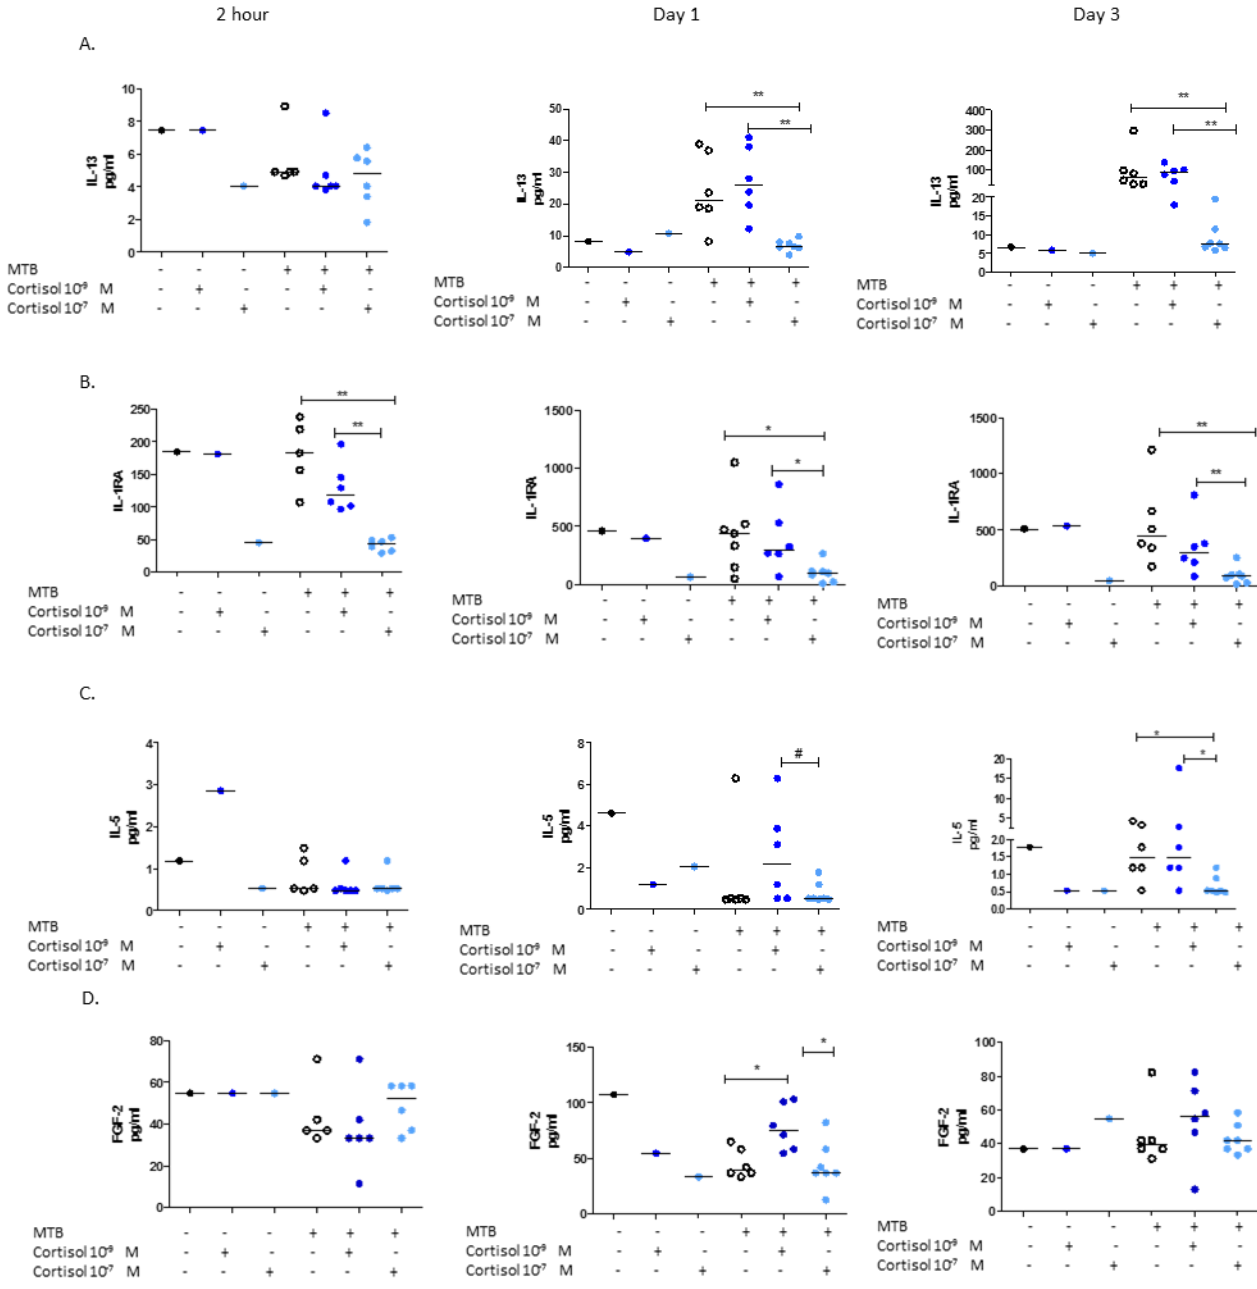 2 hour
Day 1
Day 3
A.
IL-13
pg/ml
10
8
6
4
2
0
MTB - - - + + +
Cortisol 10-9 M - + - - + -
Cortisol 10-7 M - - + - - +
IL-13
pg/ml
50
40
30
20
10
0
** 
**
MTB - - - + + +
Cortisol 10-9 M - + - - + -
Cortisol 10-7 M - - + - - +
IL-13
pg/ml
400
300
200
100
20
15
10
5
0
**
**
MTB - - - + + +
Cortisol 10-9 M - + - - + -
Cortisol 10-7 M - - + - - +
B.
IL-1RA
250
200
150
100
50
0
**
**
MTB - - - + + +
Cortisol 10-9 M - + - - + -
Cortisol 10-7 M - - + - - +
IL-1RA
1500
1000
500
0
*
*
MTB - - - + + +
Cortisol 10-9 M - + - - + -
Cortisol 10-7 M - - + - - +
IL-1RA
1500
1000
500
0
**
**
MTB - - - + + +
Cortisol 10-9 M - + - - + -
Cortisol 10-7 M - - + - - +
C.
IL-5
pg/ml
4
3
2
1
0
MTB - - - + + +
Cortisol 10-9 M - + - - + -
Cortisol 10-7 M - - + - - +
IL-5
pg/ml
8
6
4
2
0
#
MTB - - - + + +
Cortisol 10-9 M - + - - + -
Cortisol 10-7 M - - + - - +
IL-5
pg/ml
20
15
10
5
2.0
1.5
1.0
0.5
0.0
*
*
MTB - - - + + +
Cortisol 10-9 M - + - - + -
Cortisol 10-7 M - - + - - +
D.
FGF-2
pg/ml
80
60
40
20
0
MTB - - - + + +
Cortisol 10-9 M - + - - + -
Cortisol 10-7 M - - + - - +
FGF-2
pg/ml
150
100
50
0
*
*
MTB - - - + + +
Cortisol 10-9 M - + - - + -
Cortisol 10-7 M - - + - - +
FGF-2
pg/ml
100
80
60
40
20
0
MTB - - - + + +
Cortisol 10-9 M - + - - + -
Cortisol 10-7 M - - + - - +